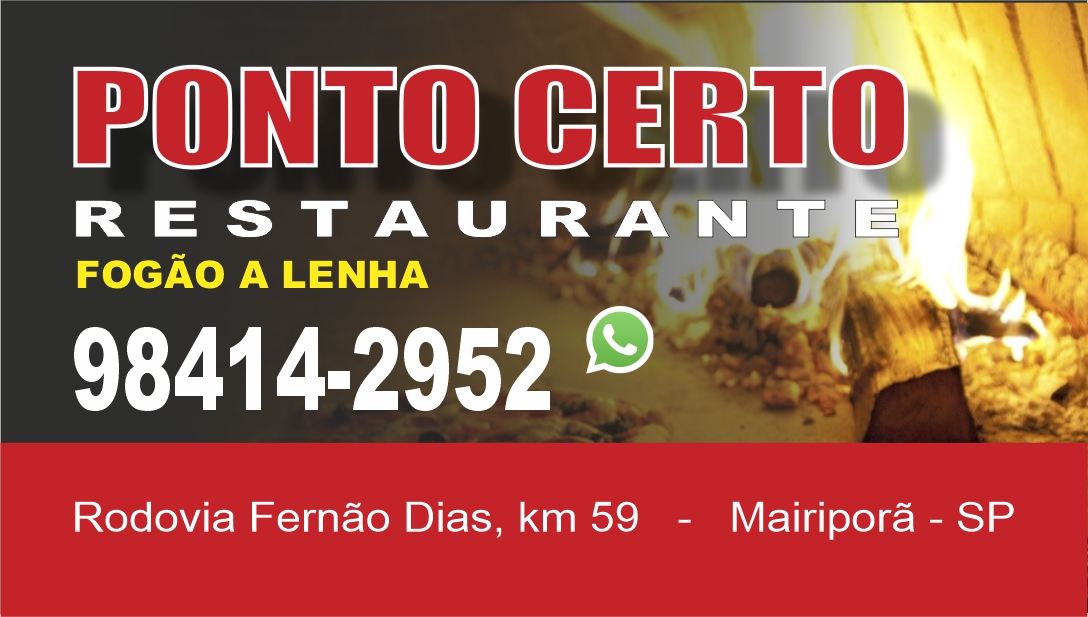 PONTO CERTO
RESTAURANTE
FOGÃO A LENHA
98414-2952
Rodovia Fernão Dias, km 59 - Mairiporã - SP